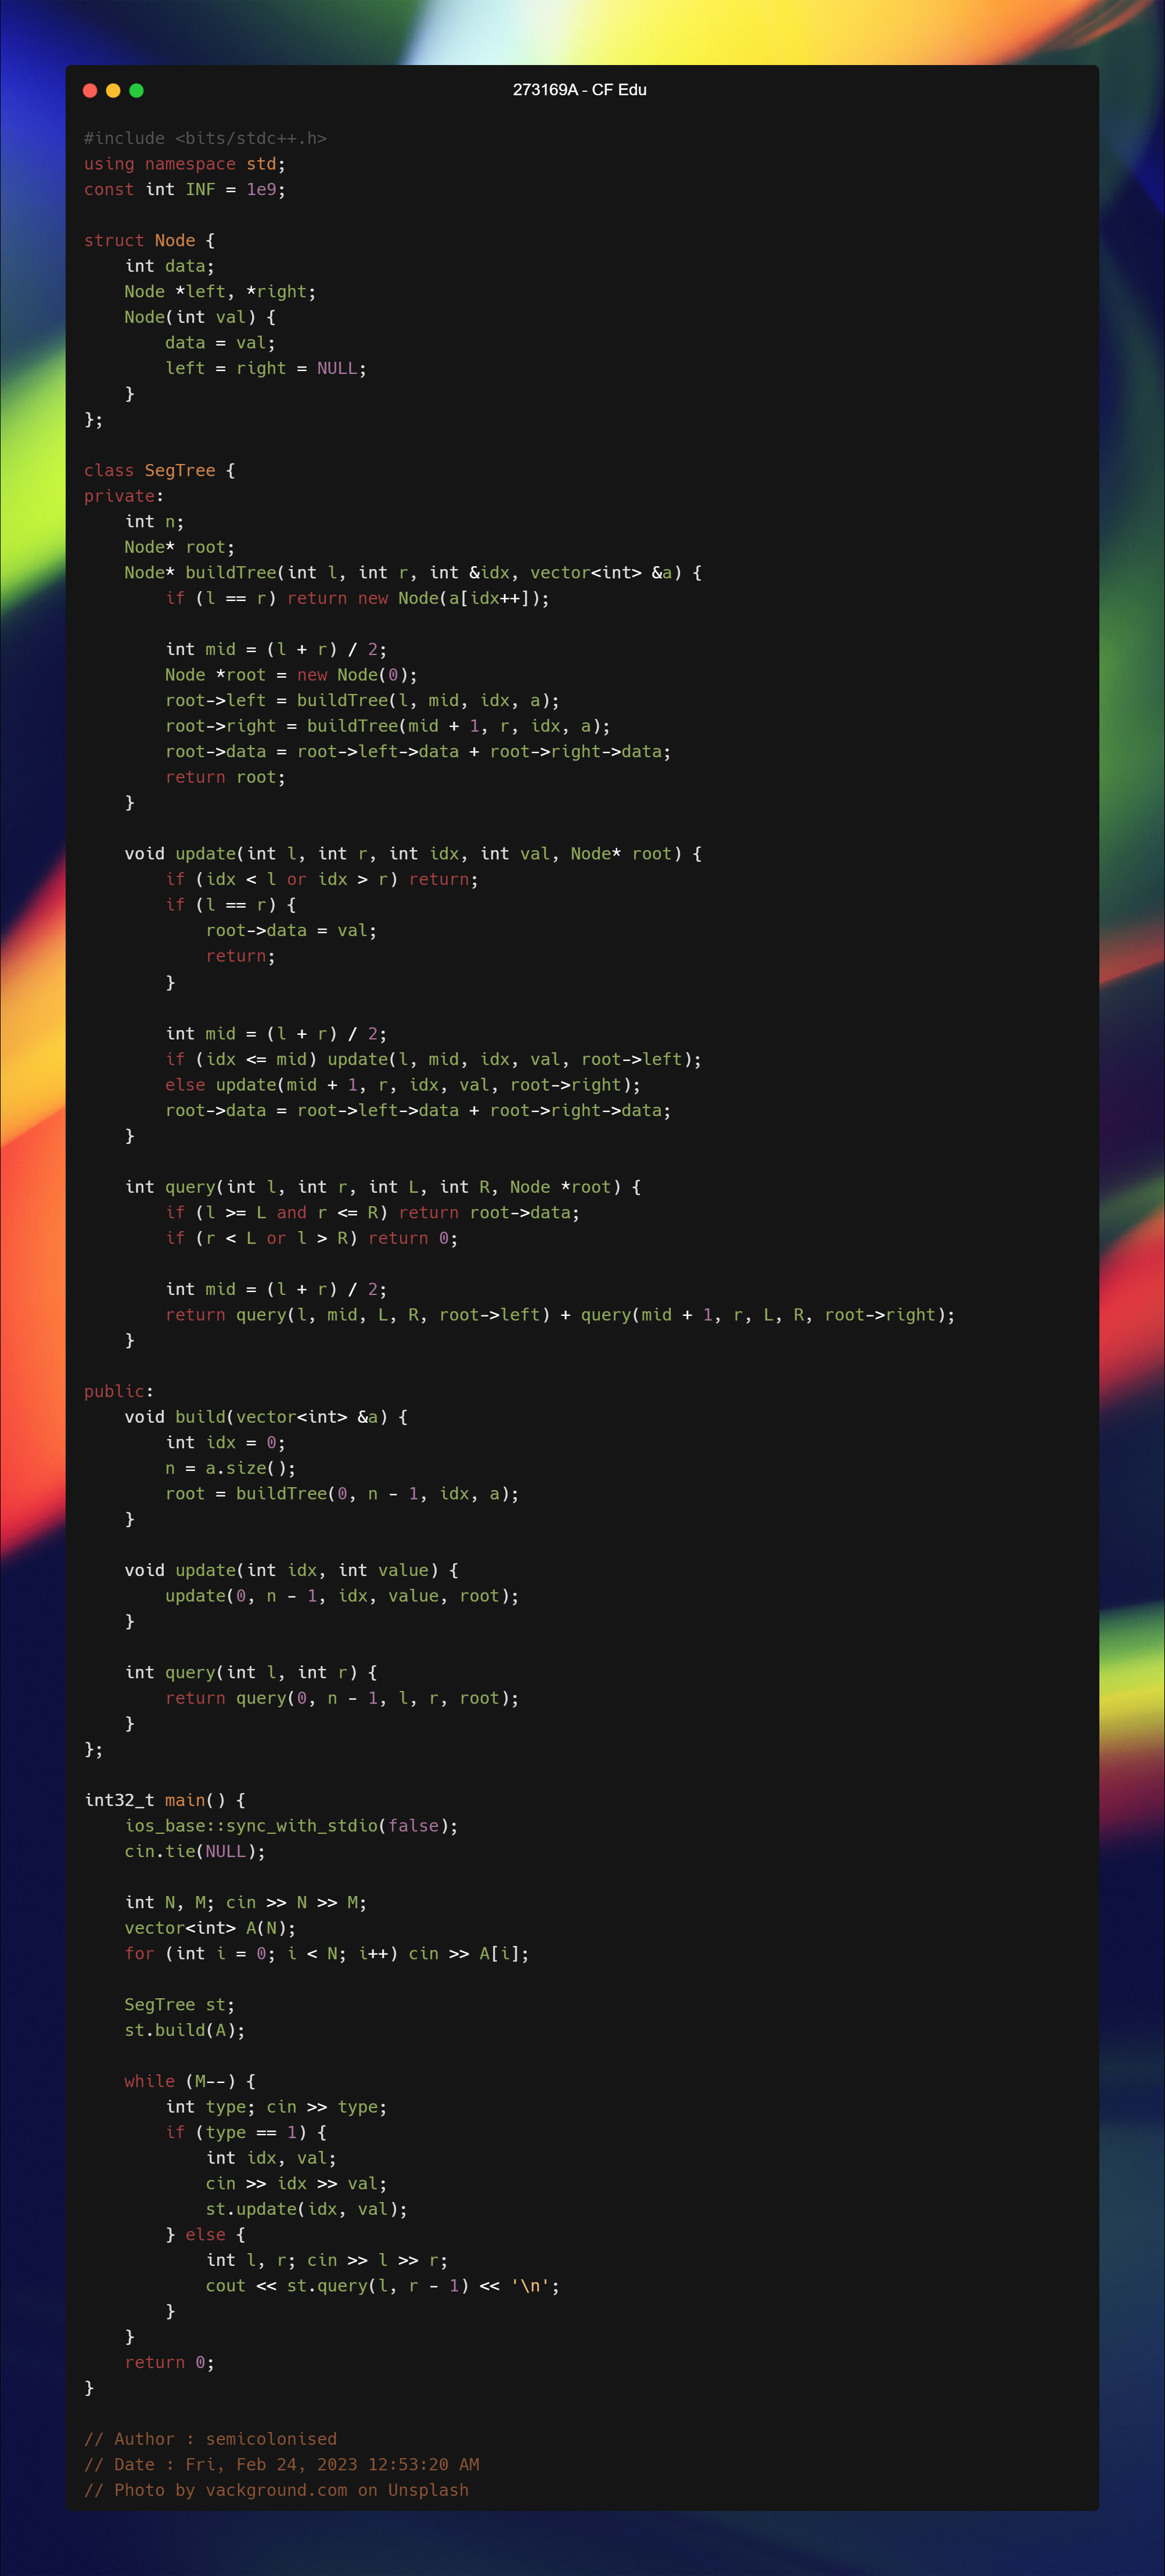 273169A - CF Edu
#include <bits/stdc++.h>
using namespace std;
const int INF = 1e9;

struct Node {
    int data;
    Node *left, *right;
    Node(int val) {
        data = val;
        left = right = NULL;
    }
};

class SegTree {
private:
    int n;
    Node* root;
    Node* buildTree(int l, int r, int &idx, vector<int> &a) {
        if (l == r) return new Node(a[idx++]);

        int mid = (l + r) / 2;
        Node *root = new Node(0);
        root->left = buildTree(l, mid, idx, a);
        root->right = buildTree(mid + 1, r, idx, a);
        root->data = root->left->data + root->right->data;
        return root;
    }

    void update(int l, int r, int idx, int val, Node* root) {
        if (idx < l or idx > r) return;
        if (l == r) {
            root->data = val;
            return;
        }

        int mid = (l + r) / 2;
        if (idx <= mid) update(l, mid, idx, val, root->left);
        else update(mid + 1, r, idx, val, root->right);
        root->data = root->left->data + root->right->data;
    }

    int query(int l, int r, int L, int R, Node *root) {
        if (l >= L and r <= R) return root->data;
        if (r < L or l > R) return 0;

        int mid = (l + r) / 2;
        return query(l, mid, L, R, root->left) + query(mid + 1, r, L, R, root->right);
    }

public:
    void build(vector<int> &a) {
        int idx = 0;
        n = a.size();
        root = buildTree(0, n - 1, idx, a);
    }

    void update(int idx, int value) {
        update(0, n - 1, idx, value, root);
    }

    int query(int l, int r) {
        return query(0, n - 1, l, r, root);
    }
};

int32_t main() {
    ios_base::sync_with_stdio(false);
    cin.tie(NULL);

    int N, M; cin >> N >> M;
    vector<int> A(N);
    for (int i = 0; i < N; i++) cin >> A[i];

    SegTree st;
    st.build(A);

    while (M--) {
        int type; cin >> type;
        if (type == 1) {
            int idx, val;
            cin >> idx >> val;
            st.update(idx, val);
        } else {
            int l, r; cin >> l >> r;
            cout << st.query(l, r - 1) << '\n';
        }
    }
    return 0;
}

// Author : semicolonised
// Date : Fri, Feb 24, 2023 12:53:20 AM
// Photo by vackground.com on Unsplash